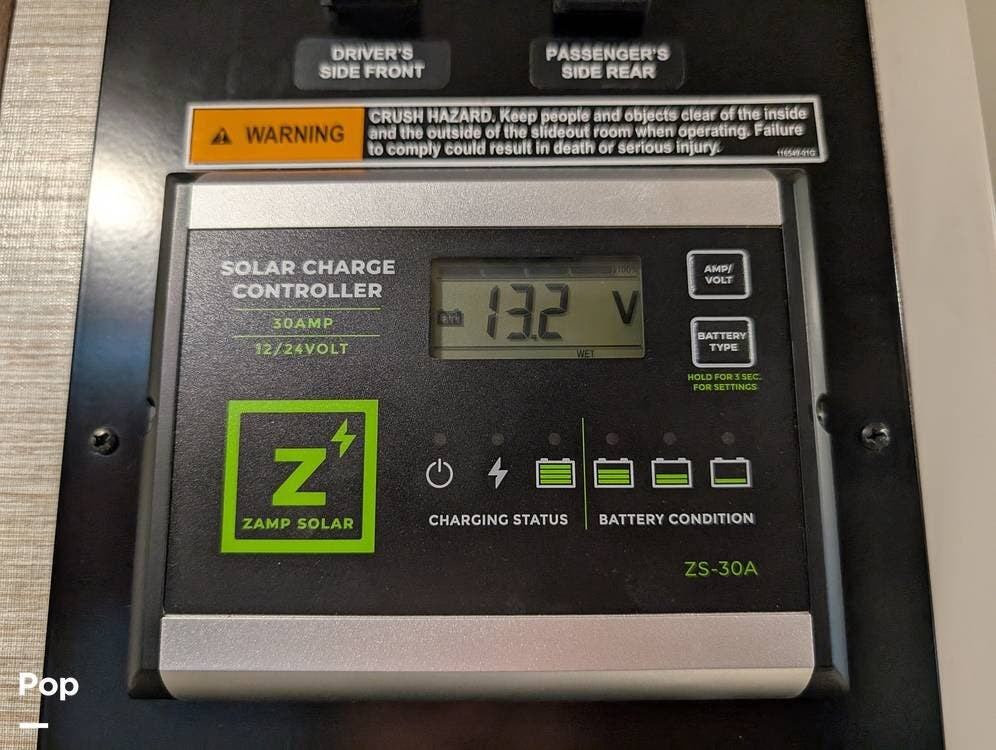 DRIVER'S
SIDE FRONT
PASSENGER'S
SIDE REAR
WARNING
CRUSH HAZARD. Keep people and objects clear of the inside
and the outside of the slideout room when operating. Failure
to comply could result in death or serious injury.
116549-01G
SOLAR CHARGE
CONTROLLER
30AMP
12/24VOLT
100%
13.2 V
WET
AMP/
VOLT
BATTERY
TYPE
HOLD FOR 3 SEC.
FOR SETTINGS
Z
ZAMP SOLAR
CHARGING STATUS
BATTERY CONDITION
ZS-30A
Pop